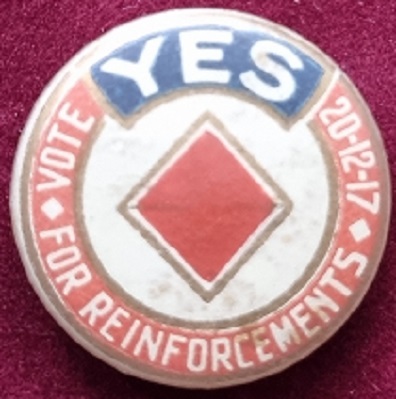 YES
VOTE ◆ FOR REINFORCEMENTS ◆ 20-12-17